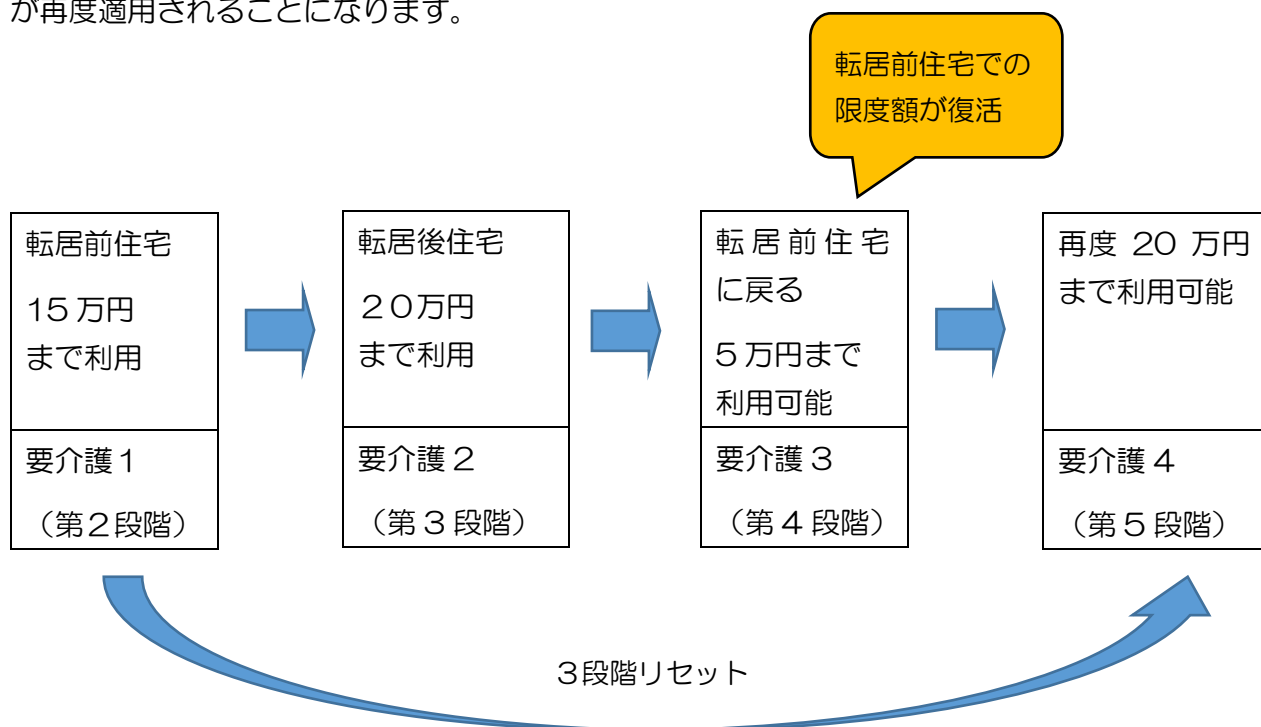 が再度適用されることになります。
転居前住宅での
限度額が復活
転居前住宅
15万円
まで利用
要介護1
（第2段階）
転居後住宅
２０万円
まで利用
要介護2
（第3段階）
転居前住宅
に戻る
5万円まで
利用可能
要介護3
（第4段階）
再度 20 万円
まで利用可能
要介護4
（第5段階）
3段階リセット